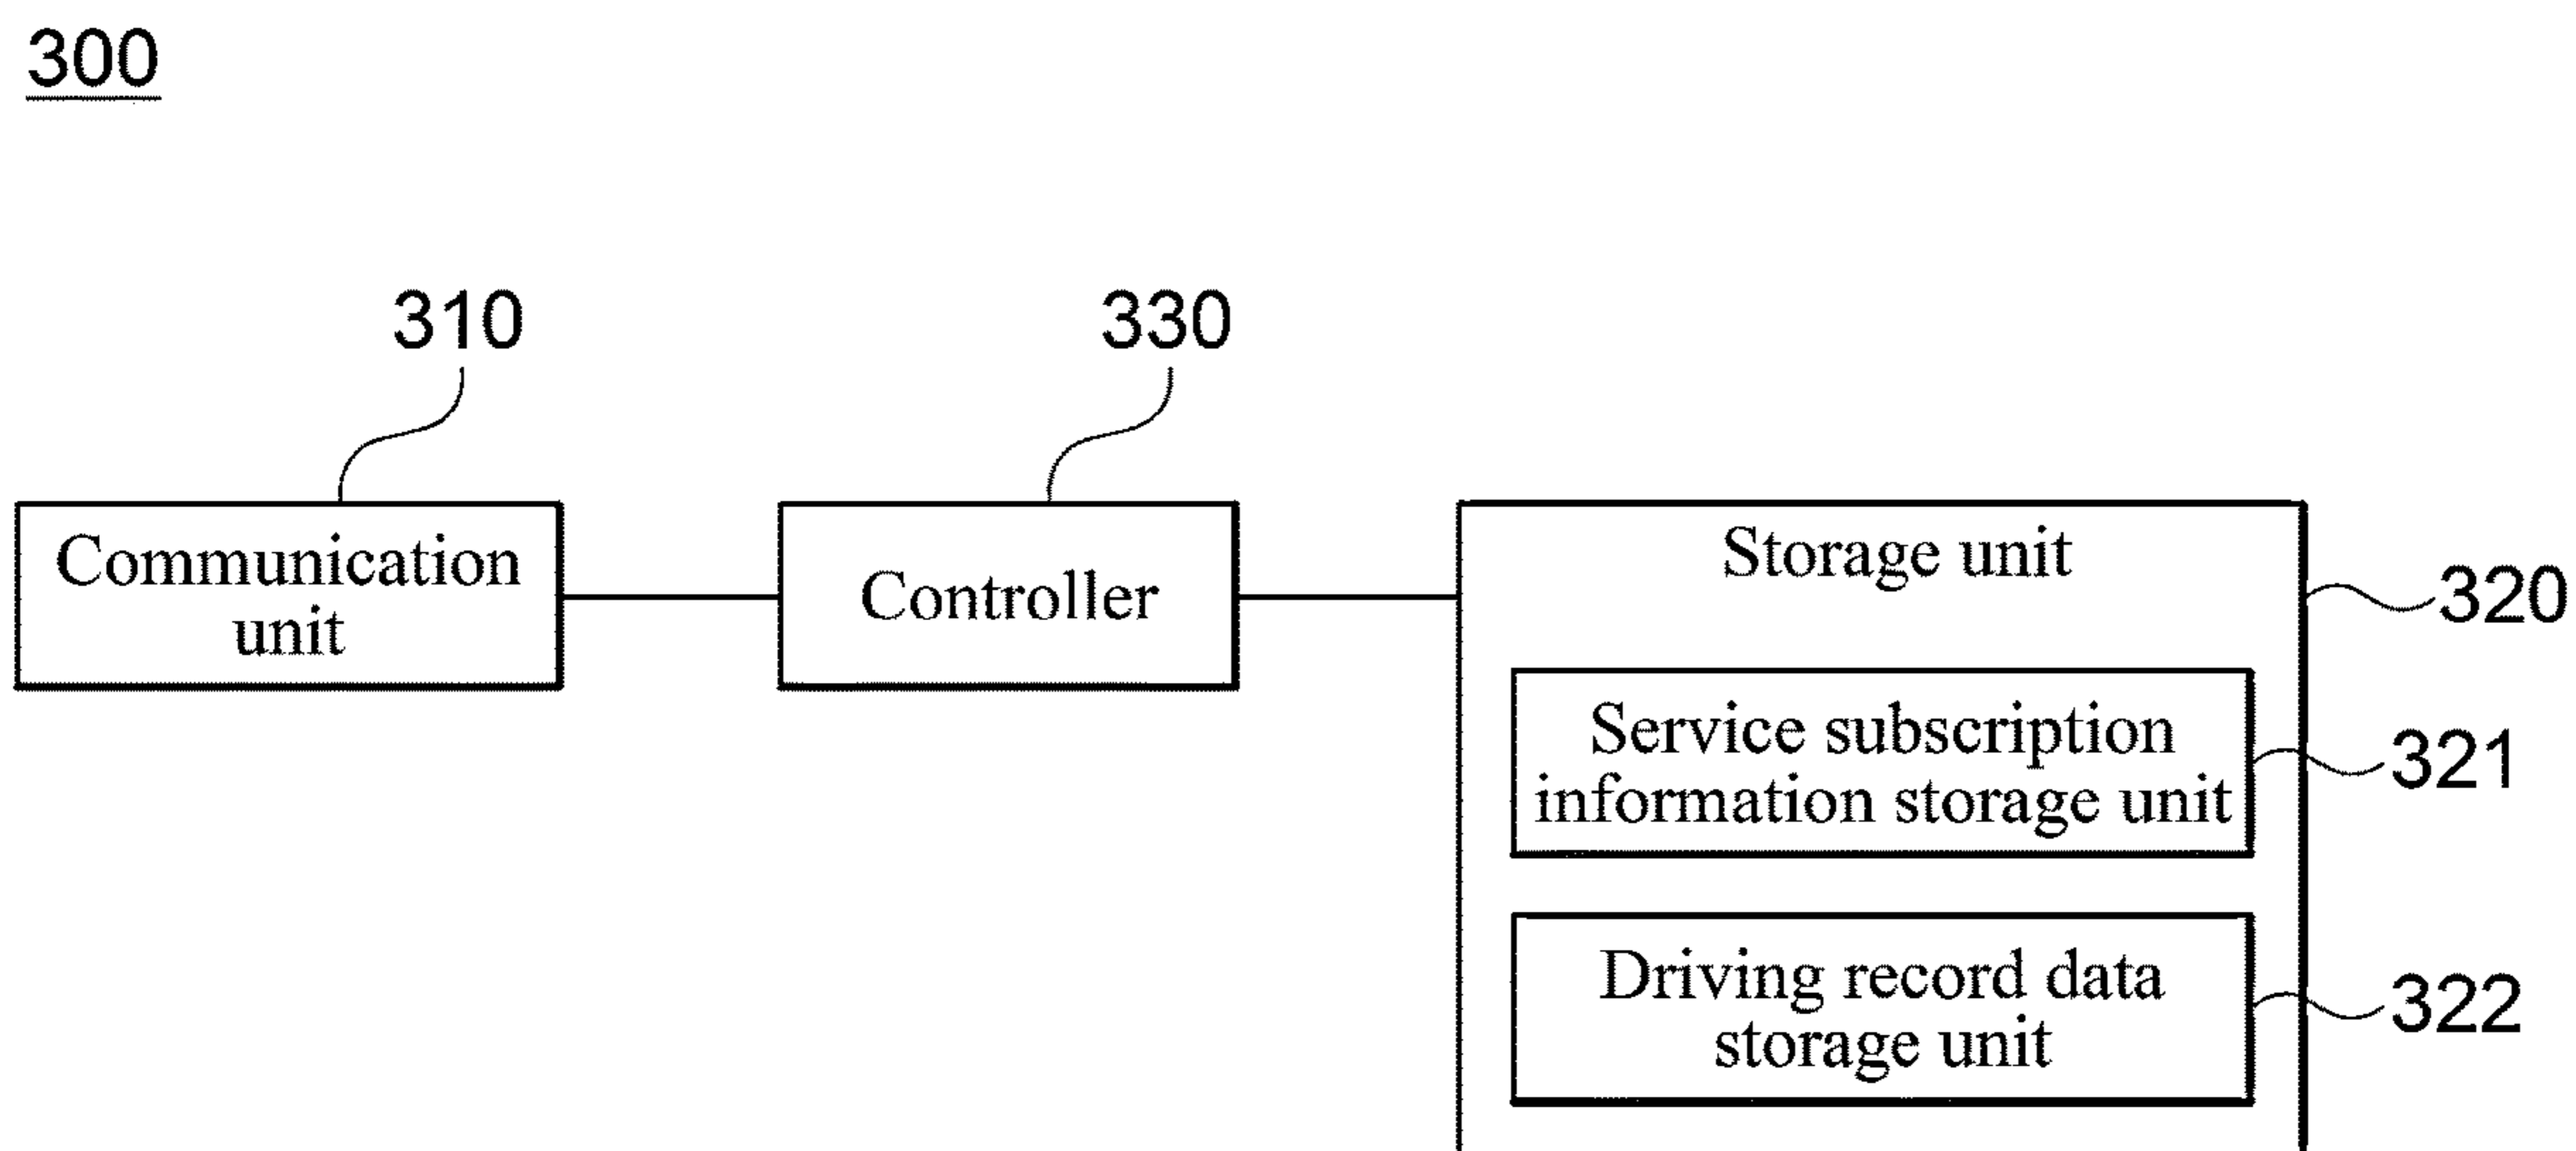 300
310
330
Communication
unit
Controller
Storage unit
320
Service subscription
information storage unit
321
Driving record data
storage unit
322